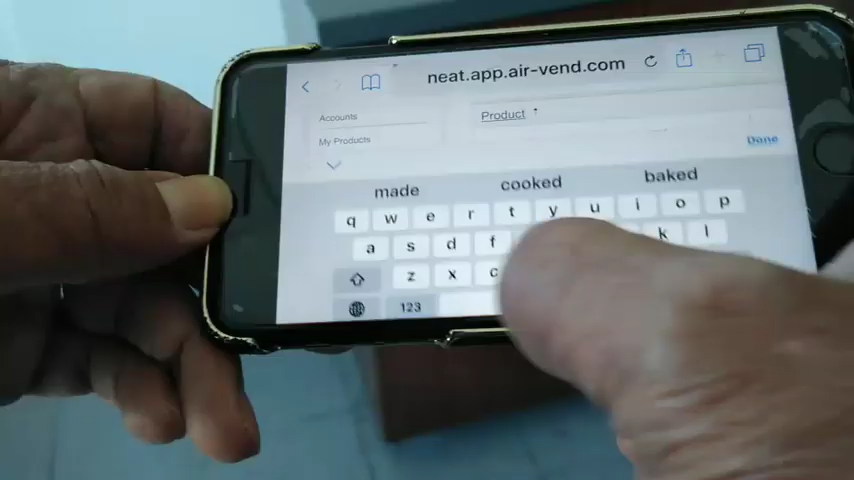 neat.app.air-vend.com
Accounts
Product ↑
My Products
Done
made cooked baked
q w e r t y u i o p
a s d f k l
z x c
123